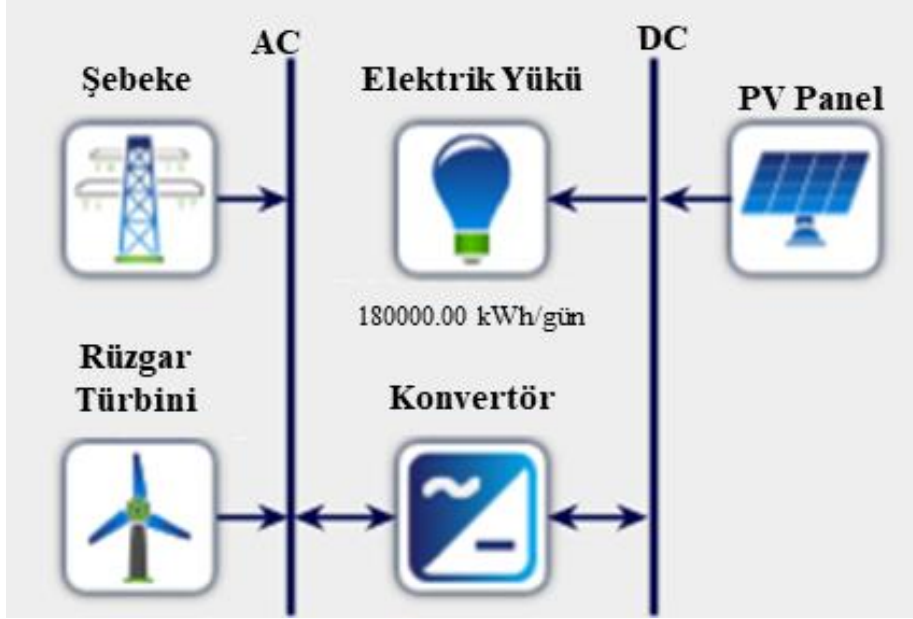 AC
DC
Şebeke
Elektrik Yükü
PV Panel
180000.00 kWh/gün
Rüzgar
Türbini
Konvertör